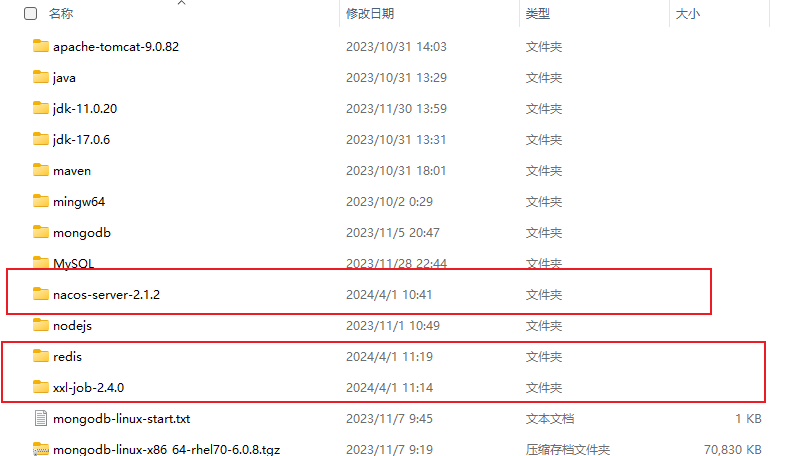 名称 修改日期 类型 大小
apache-tomcat-9.0.82 2023/10/31 14:03 文件夹
java 2023/10/31 13:29 文件夹
jdk-11.0.20 2023/11/30 13:59 文件夹
jdk-17.0.6 2023/10/31 13:31 文件夹
maven 2023/10/31 18:01 文件夹
mingw64 2023/10/2 0:29 文件夹
mongodb 2023/11/5 20:47 文件夹
MySQL 2023/11/28 22:44 文件夹
nacos-server-2.1.2 2024/4/1 10:41 文件夹
nodejs 2023/11/1 10:49 文件夹
redis 2024/4/1 11:19 文件夹
xxl-job-2.4.0 2024/4/1 11:14 文件夹
mongodb-linux-start.txt 2023/11/7 9:45 文本文档 1 KB
mongodb-linux-x86_64-rhel70-6.0.8.tgz 2023/11/7 9:19 压缩存档文件夹 70,830 KB